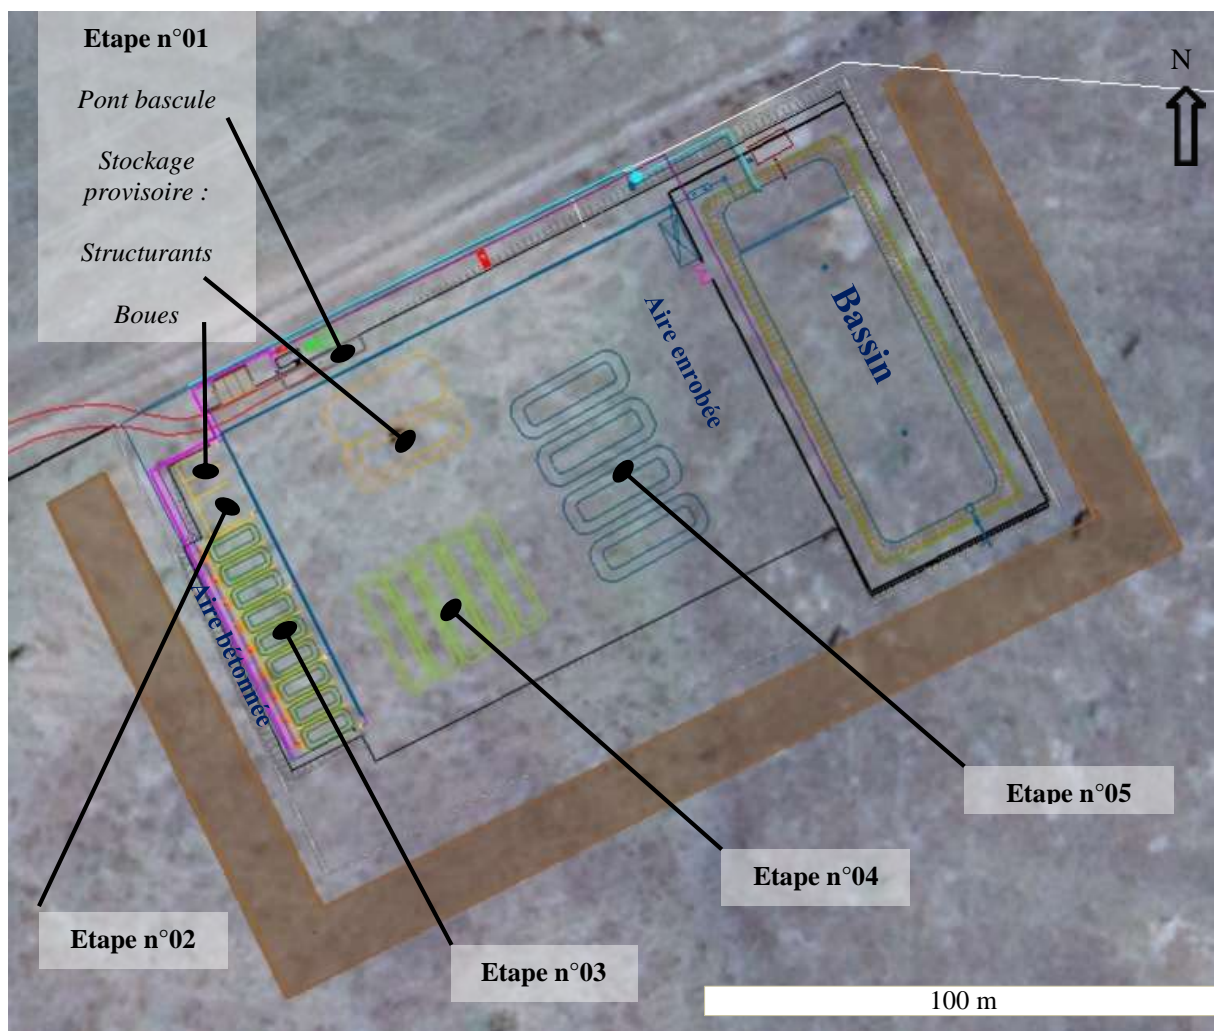 Etape n°01
Pont bascule
Stockage
provisoire :
Structurants
Boues
N
Aire enrobée
Bassin
Aire bétonnée
Etape n°05
Etape n°04
Etape n°02
Etape n°03
100 m